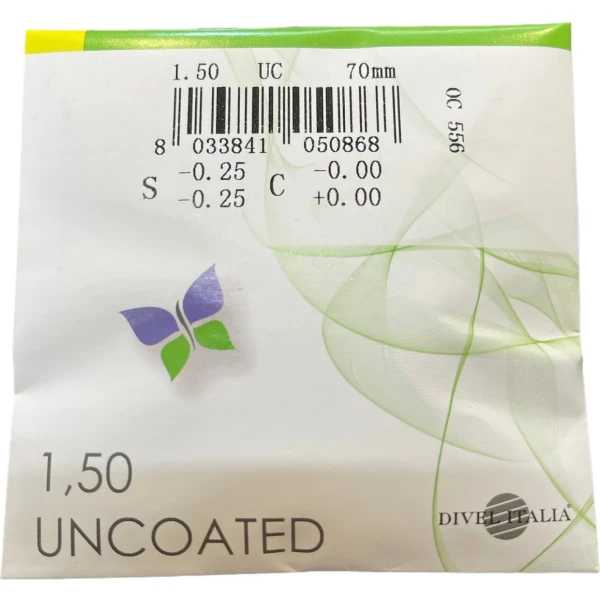 1.50 UC 70mm
8 033841 050868
OC 556
S -0.25 C -0.00
-0.25 +0.00
1,50
UNCOATED
DIVEL ITALIA